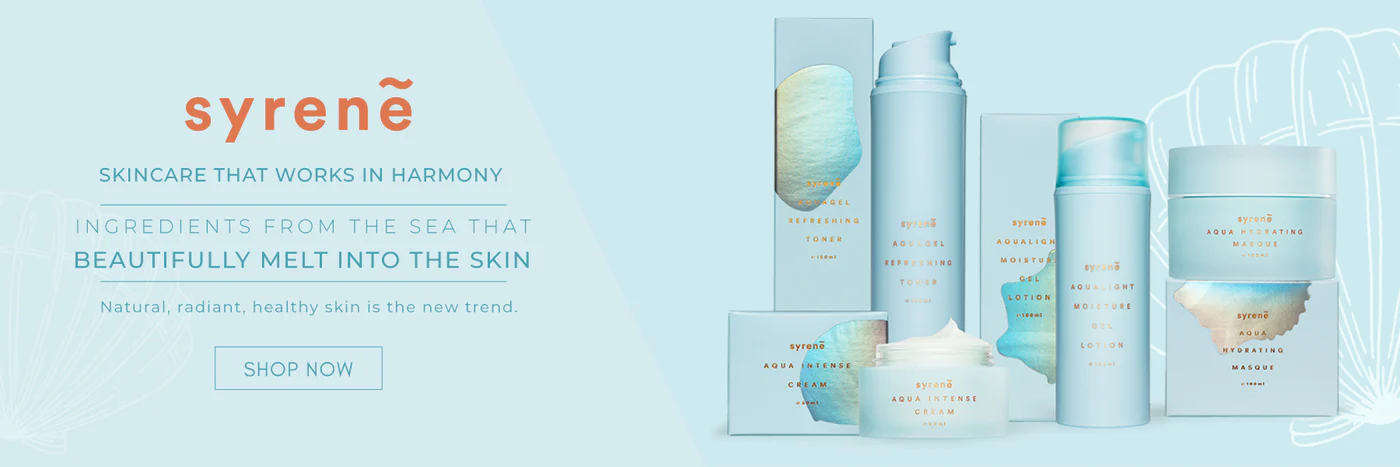 syrenẽ
SKINCARE THAT WORKS IN HARMONY
INGREDIENTS FROM THE SEA THAT
BEAUTIFULLY MELT INTO THE SKIN
Natural, radiant, healthy skin is the new trend.
SHOP NOW
syrenẽ
AQUAGEL
REFRESHING
TONER
syrenẽ
AQUAGEL
REFRESHING
TONER
syrenẽ
AQUALIGH
MOISTUR
GEL
LOTION
syrenẽ
AQUALIGHT
MOISTURE
GEL
LOTION
syrenẽ
AQUA HYDRATING
MASQUE
syrenẽ
AQUA
HYDRATING
MASQUE
syrenẽ
AQUA INTENSE
CREAM
syrenẽ
AQUA INTENSE
CREAM